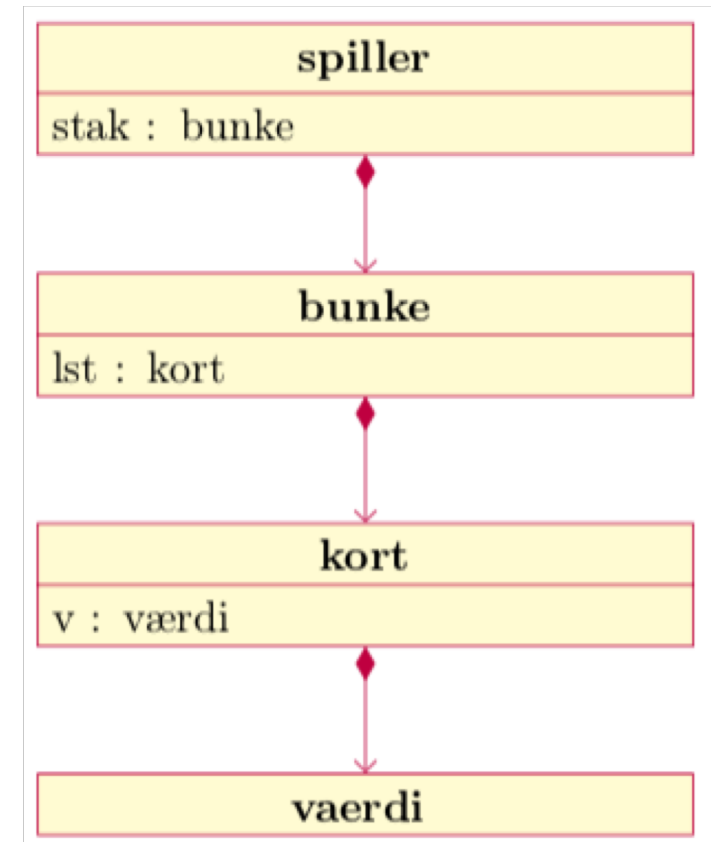 spiller
stak : bunke
bunke
lst : kort
kort
v : værdi
vaerdi